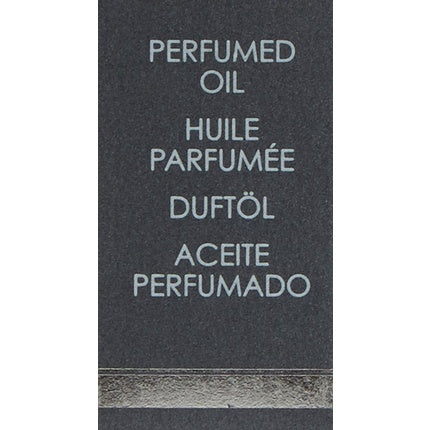 PERFUMED
OIL
HUILE
PARFUMÉE
DUFTÖL
ACEITE
PERFUMADO